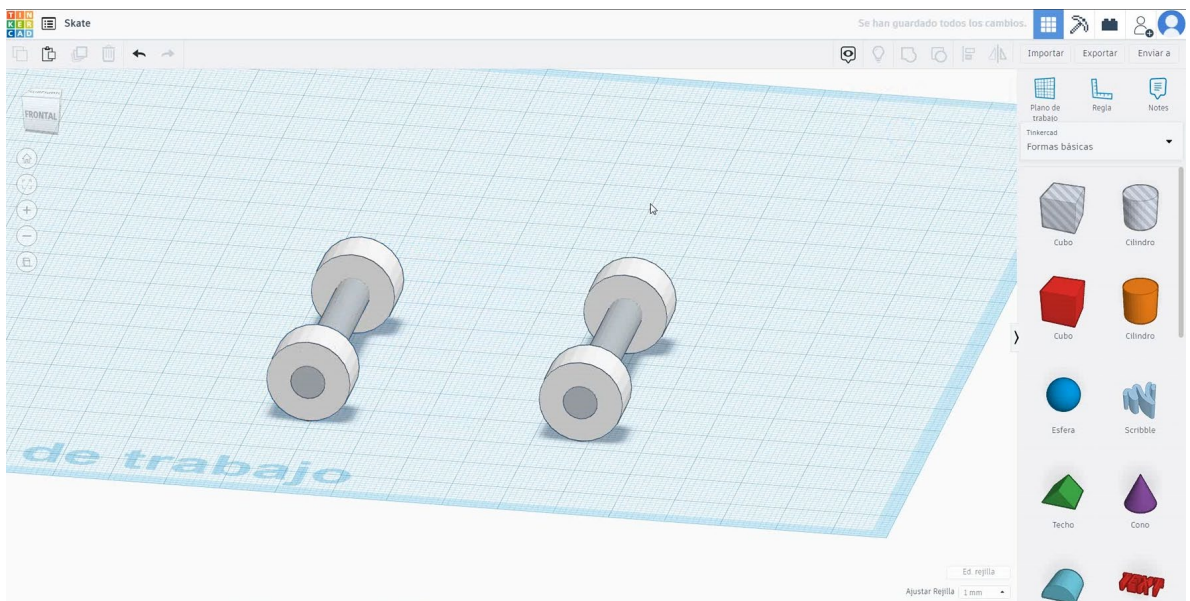 TIN
KER
CAD
Skate
Se han guardado todos los cambios.
Importar
Exportar
Enviar a
FRONTAL
Plano de
trabajo
Regla
Notes
Tinkercad
Formas básicas
Cubo
Cilindro
Cubo
Cilindro
Esfera
Scribble
Techo
Cono
TEXT
de trabajo
Ed. rejilla
Ajustar Rejilla
1 mm